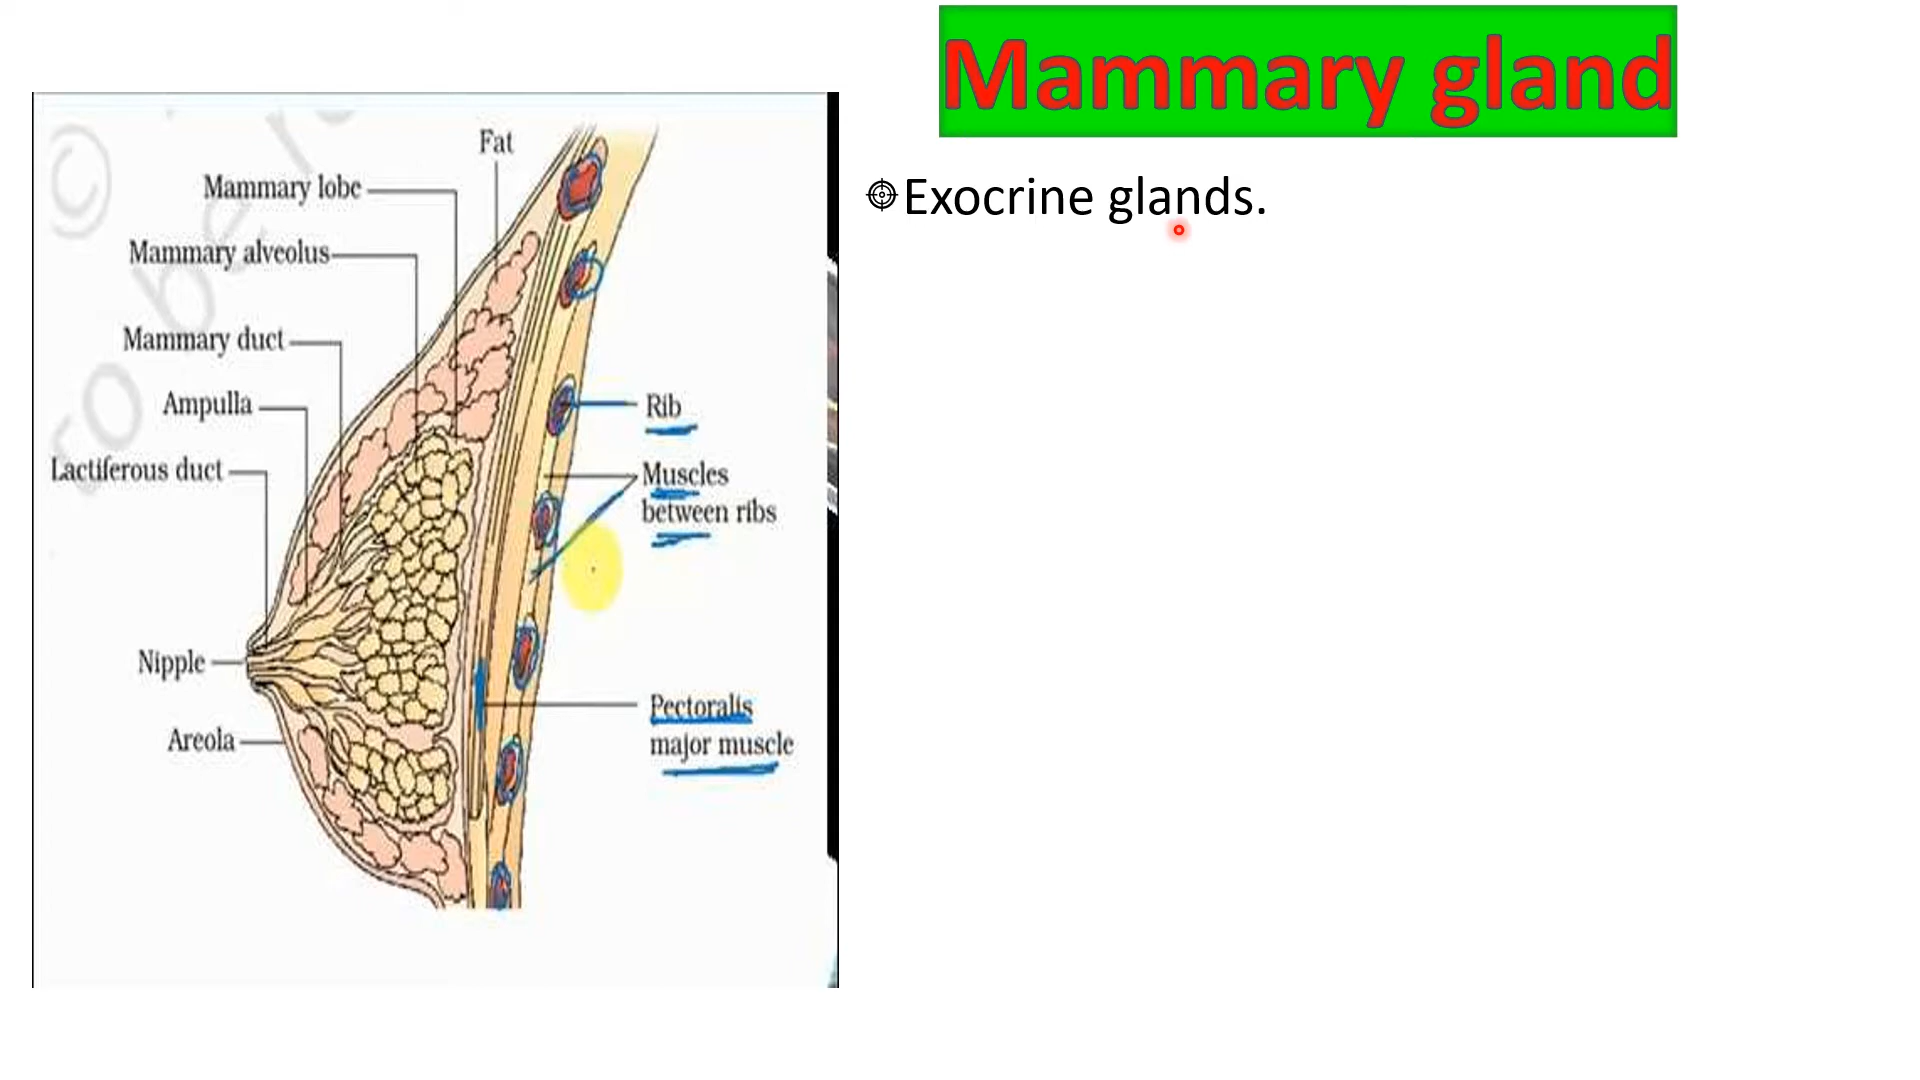 Mammary gland
Exocrine glands.
Fat
Mammary lobe
Mammary alveolus
Mammary duct
Ampulla
Lactiferous duct
Nipple
Areola
Rib
Muscles
between ribs
Pectoralis
major muscle
©